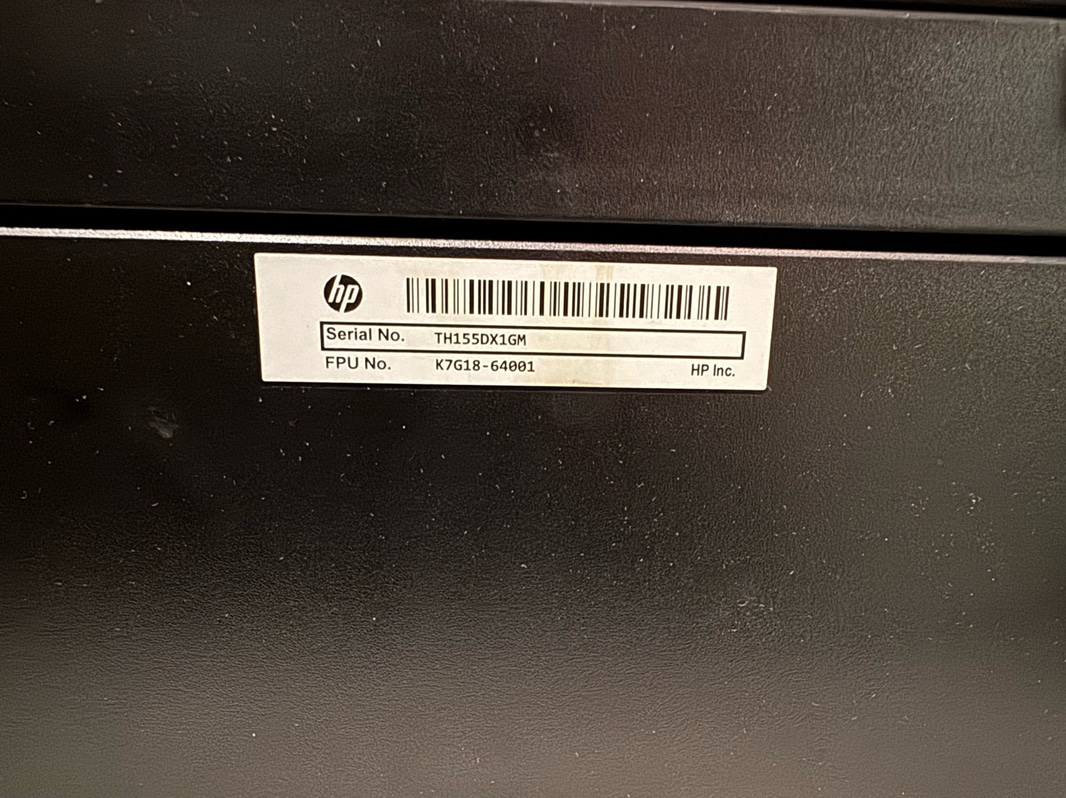 hp
Serial No. TH155DX1GM
FPU No. K7G18-64001 HP Inc.